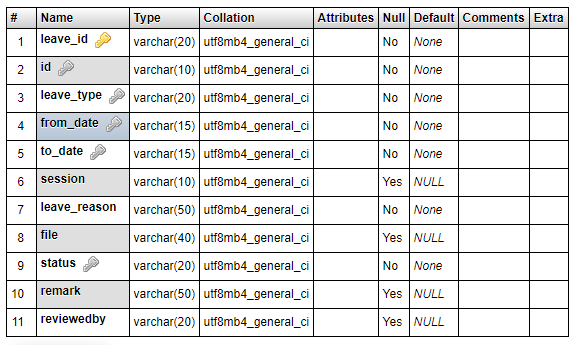 # Name Type Collation Attributes Null Default Comments Extra
1 leave_id varchar(20) utf8mb4_general_ci No None
2 id varchar(10) utf8mb4_general_ci No None
3 leave_type varchar(20) utf8mb4_general_ci No None
4 from_date varchar(15) utf8mb4_general_ci No None
5 to_date varchar(15) utf8mb4_general_ci No None
6 session varchar(10) utf8mb4_general_ci Yes NULL
7 leave_reason varchar(50) utf8mb4_general_ci No None
8 file varchar(40) utf8mb4_general_ci Yes NULL
9 status varchar(20) utf8mb4_general_ci No None
10 remark varchar(50) utf8mb4_general_ci Yes NULL
11 reviewedby varchar(20) utf8mb4_general_ci Yes NULL